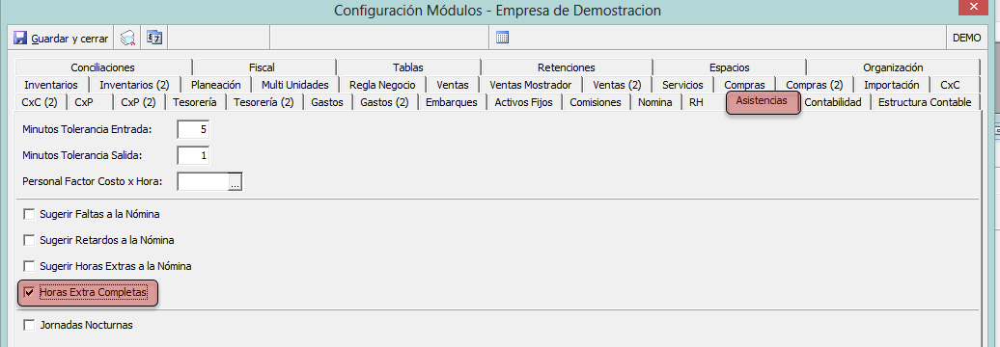 Configuración Módulos - Empresa de Demostracion
Guardar y cerrar DEMO
Conciliaciones Fiscal Tablas Retenciones Espacios Organización
Inventarios Inventarios (2) Planeación Multi Unidades Regla Negocio Ventas Ventas Mostrador Ventas (2) Servicios Compras Compras (2) Importación CxC
CxC (2) CxP CxP (2) Tesorería Tesorería (2) Gastos Gastos (2) Embarques Activos Fijos Comisiones Nomina RH Asistencias Contabilidad Estructura Contable
Minutos Tolerancia Entrada: 5
Minutos Tolerancia Salida: 1
Personal Factor Costo x Hora: ...
Sugerir Faltas a la Nómina
Sugerir Retardos a la Nómina
Sugerir Horas Extras a la Nómina
Horas Extra Completas
Jornadas Nocturnas